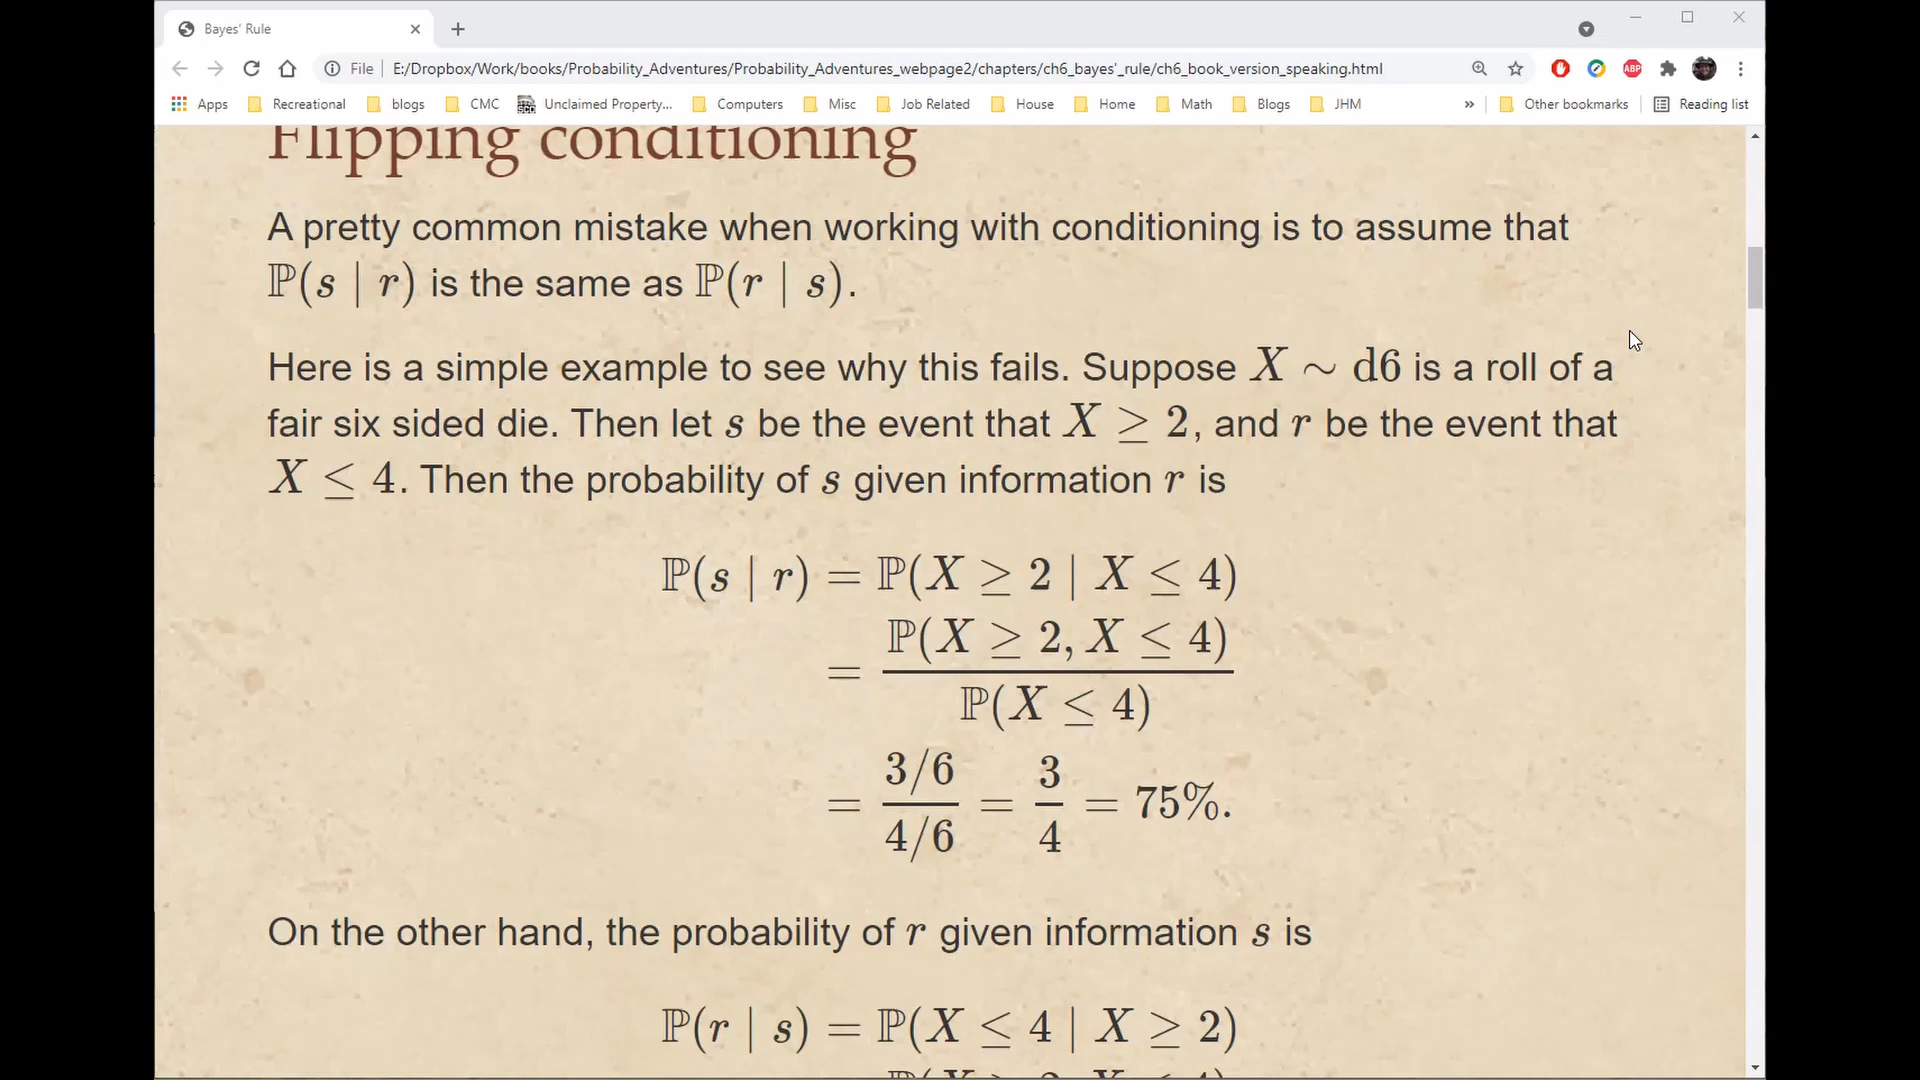 Bayes' Rule
File E:/Dropbox/Work/books/Probability_Adventures/Probability_Adventures_webpage2/chapters/ch6_bayes'_rule/ch6_book_version_speaking.html
ABP
Apps Recreational blogs CMC Unclaimed Property... Computers Misc Job Related House Home Math Blogs JHM » Other bookmarks Reading list
Flipping conditioning
A pretty common mistake when working with conditioning is to assume that
ℙ(s | r) is the same as ℙ(r | s).
Here is a simple example to see why this fails. Suppose X ∼ d6 is a roll of a
fair six sided die. Then let s be the event that X ≥ 2, and r be the event that
X ≤ 4. Then the probability of s given information r is
ℙ(s | r) = ℙ(X ≥ 2 | X ≤ 4)
= ℙ(X ≥ 2, X ≤ 4)
ℙ(X ≤ 4)
= 3/6 = 3 = 75%.
4/6 4
On the other hand, the probability of r given information s is
ℙ(r | s) = ℙ(X ≤ 4 | X ≥ 2)